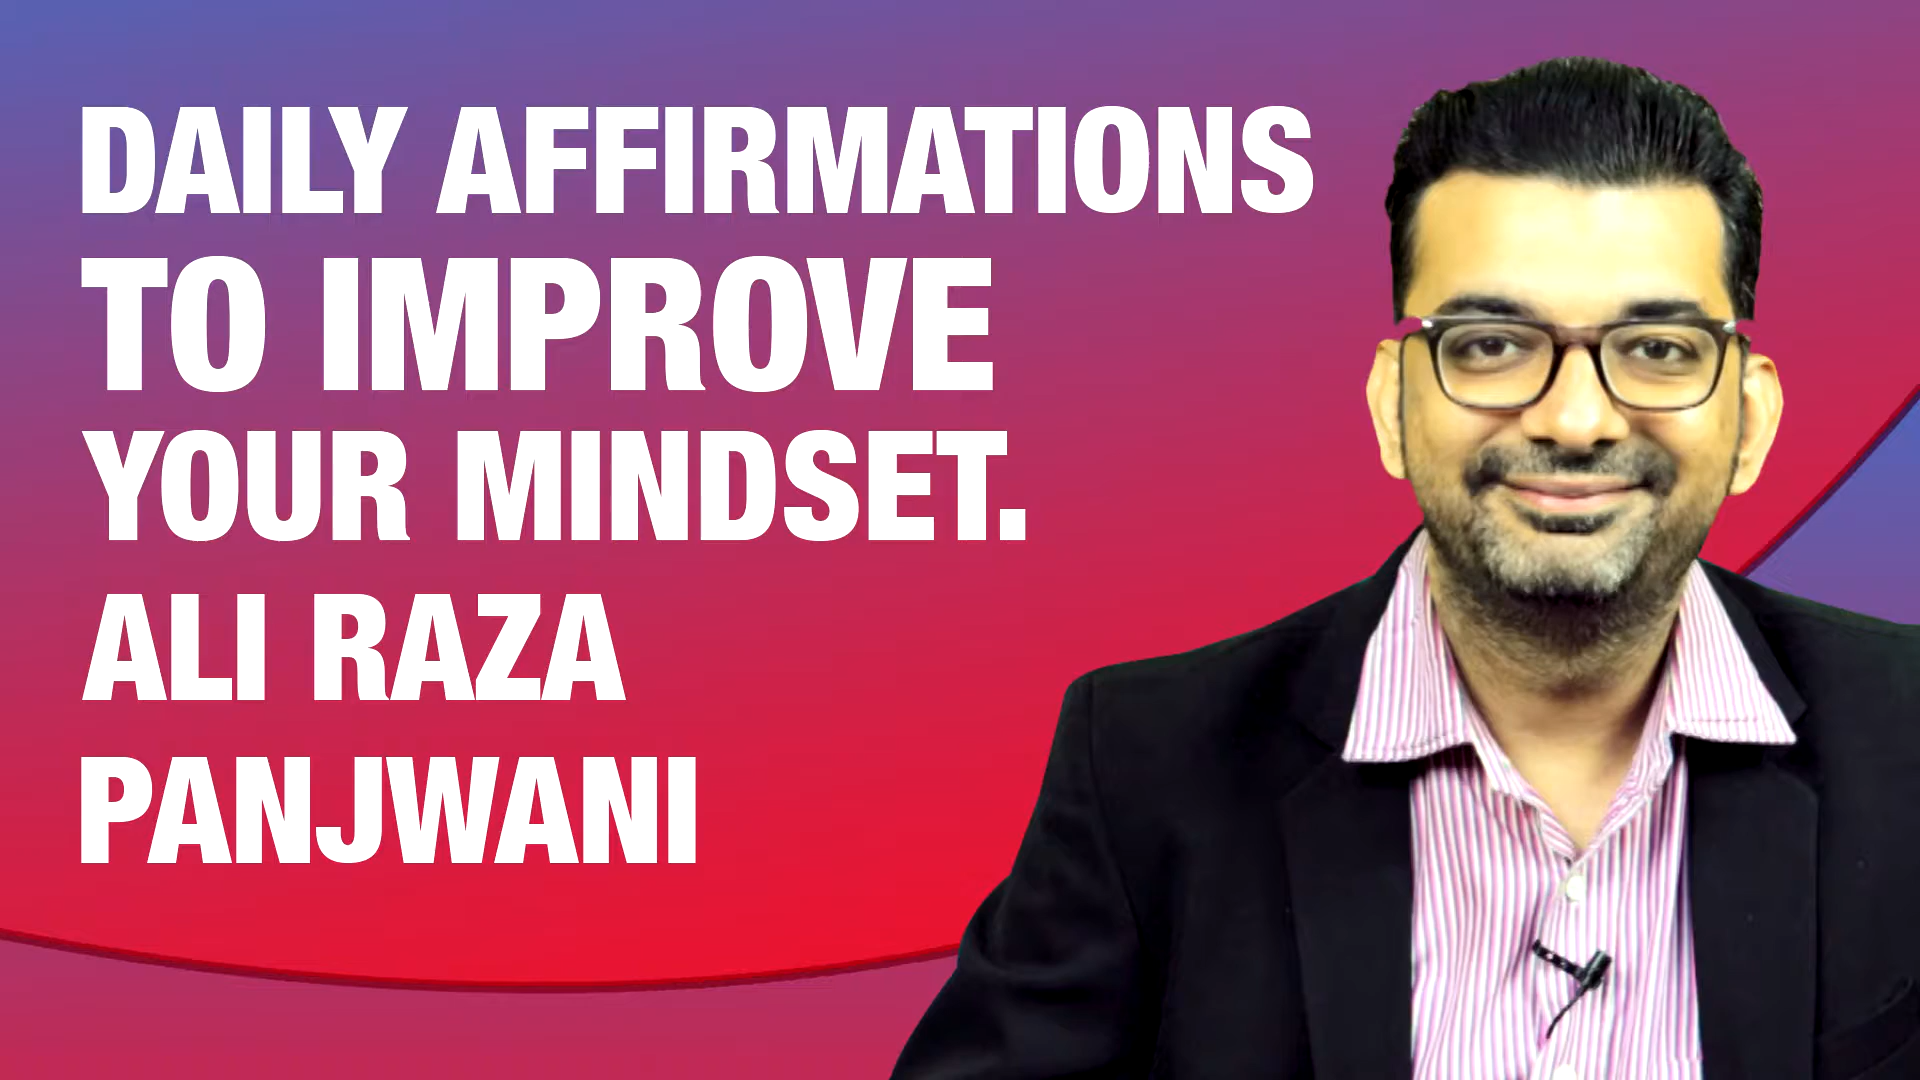 DAILY AFFIRMATIONS
TO IMPROVE
YOUR MINDSET.
ALI RAZA
PANJWANI